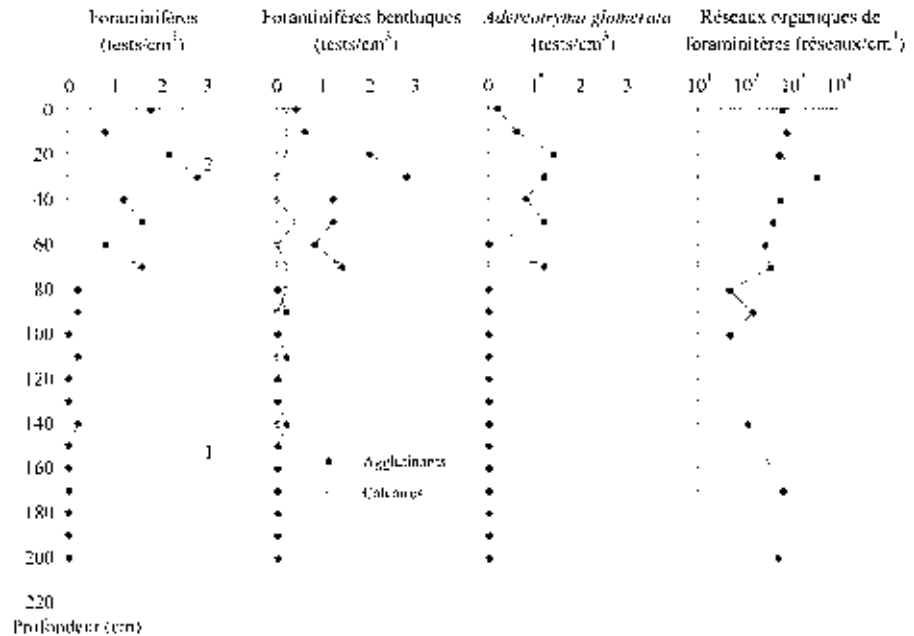 Foraminifères
(tests/cm³)
0 1 2 3
Foraminifères benthiques
(tests/cm³)
0 1 2 3
Adercotryma glomerata
(tests/cm³)
0 1 2 3
Réseaux organiques de
foraminifères (réseaux/cm³)
10¹ 10² 10³ 10⁴
0
20
40
60
80
100
120
140
160
180
200
220
Profondeur (cm)
2
1
Agglutinants
Calcaires